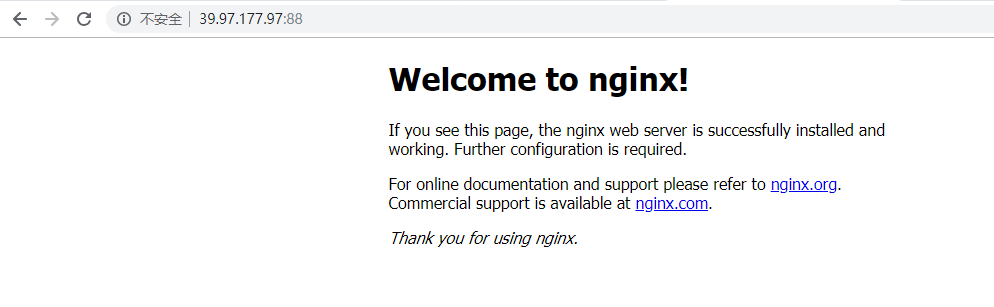 不安全 39.97.177.97:88
Welcome to nginx!
If you see this page, the nginx web server is successfully installed and
working. Further configuration is required.
For online documentation and support please refer to nginx.org.
Commercial support is available at nginx.com.
Thank you for using nginx.